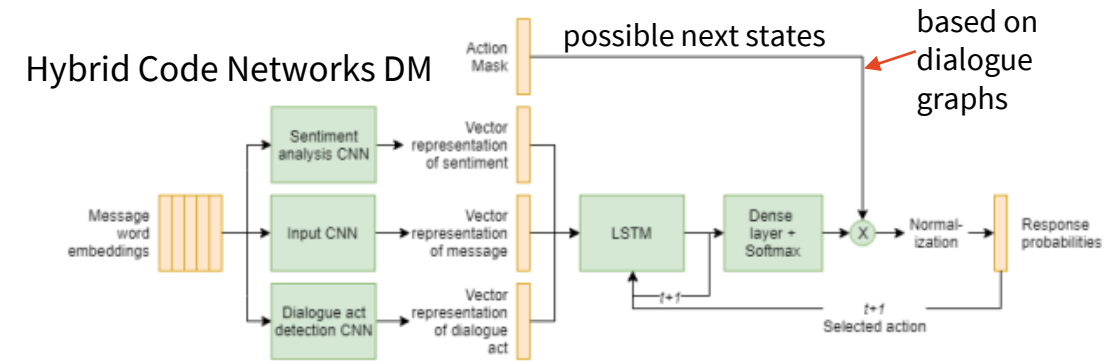 Hybrid Code Networks DM
Action
Mask
possible next states
based on
dialogue
graphs
Message
word
embeddings
Sentiment
analysis CNN
Vector
representation
of sentiment
Input CNN
Vector
representation
of message
Dialogue act
detection CNN
Vector
representation
of dialogue
act
LSTM
t+1
Dense
layer +
Softmax
X
Normal-
ization
Response
probabilities
t+1
Selected action